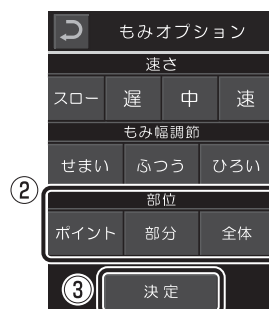 もみオプション
速さ
スロー 遅 中 速
もみ幅調節
せまい ふつう ひろい
② 部位
ポイント 部分 全体
③ 決定